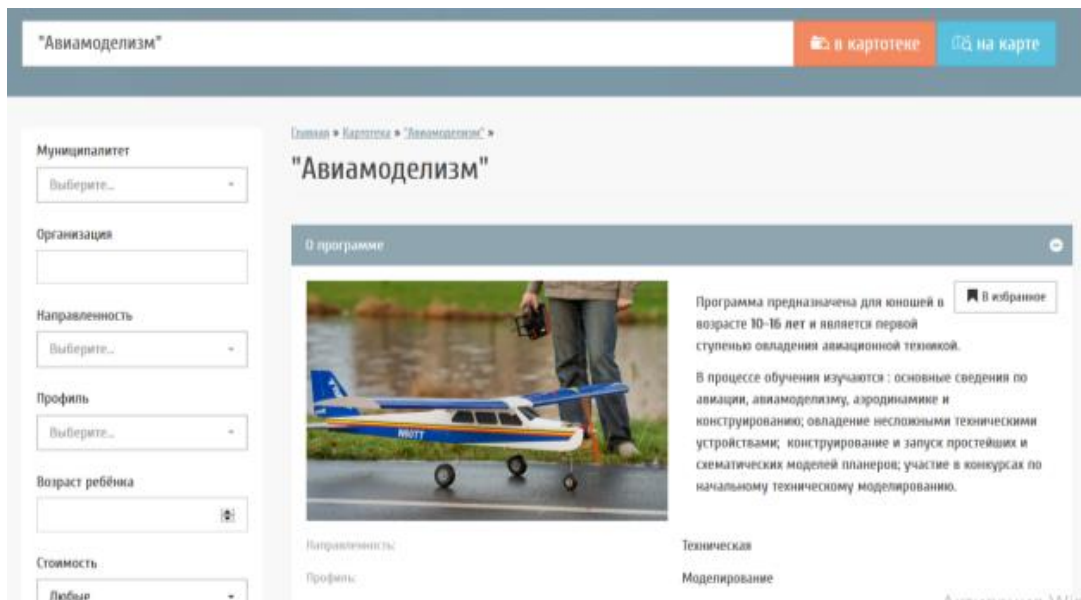 "Авиамоделизм"
в картотеке
на карте
Главная » Картотека » "Авиамоделизм" »
"Авиамоделизм"
Муниципалитет
Выберите...
Организация
Направленность
Выберите...
Профиль
Выберите...
Возраст ребёнка
Стоимость
Любые
О программе
В избранное
Программа предназначена для юношей в
возрасте 10-16 лет и является первой
ступенью овладения авиационной техникой.
В процессе обучения изучаются : основные сведения по
авиации, авиамоделизму, аэродинамике и
конструированию; овладение несложными техническими
устройствами; конструирование и запуск простейших и
схематических моделей планеров; участие в конкурсах по
начальному техническому моделированию.
N607T
Направленность:
Техническая
Профиль:
Моделирование